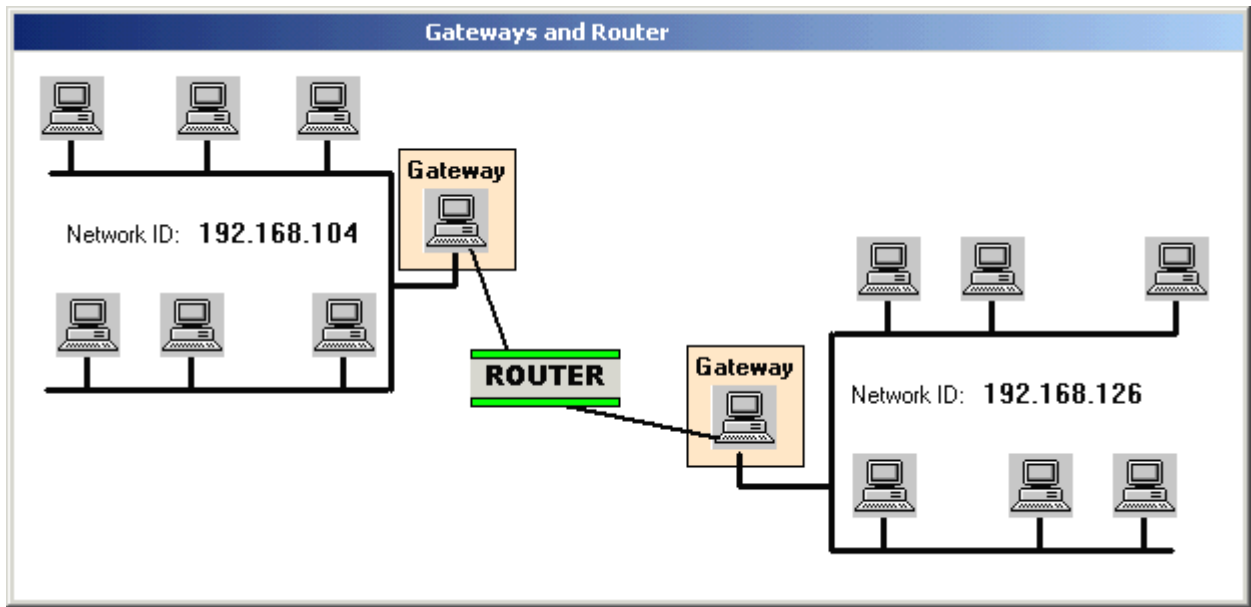 Gateways and Router
Gateway
Network ID: 192.168.104
ROUTER
Gateway
Network ID: 192.168.126